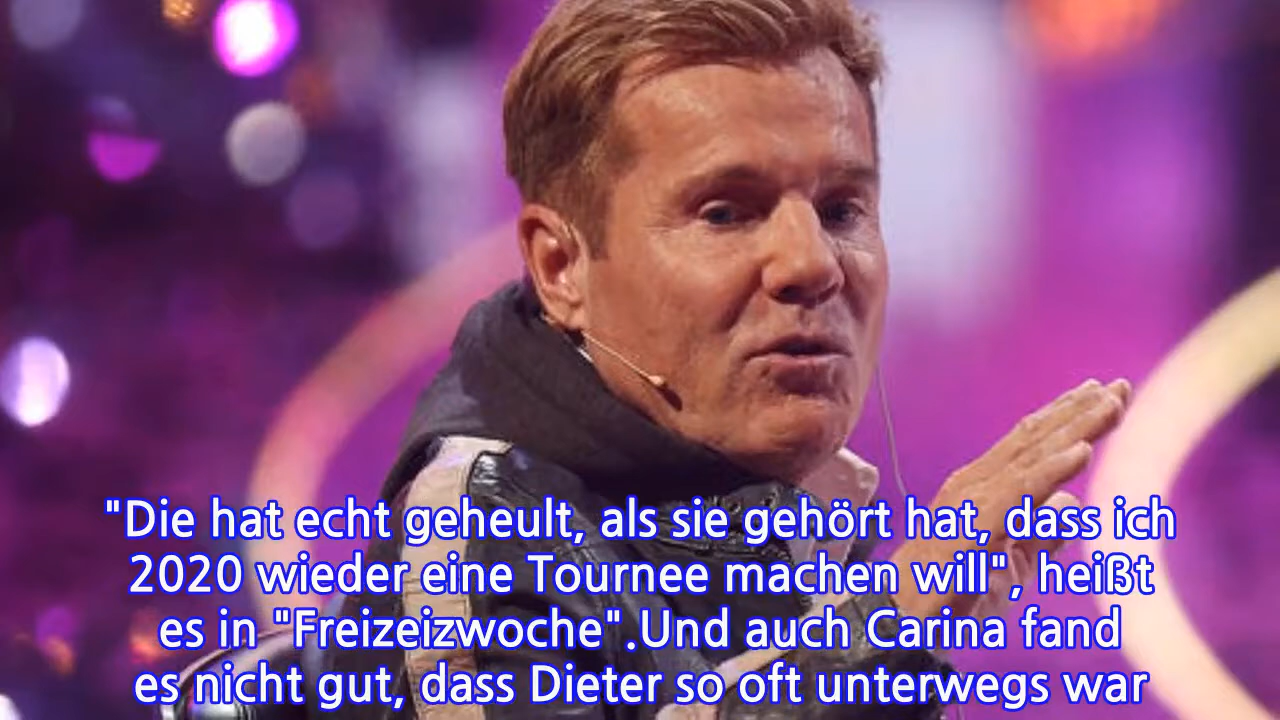 "Die hat echt geheult, als sie gehört hat, dass ich
2020 wieder eine Tournee machen will", heißt
es in "Freizeizwoche".Und auch Carina fand
es nicht gut, dass Dieter so oft unterwegs war